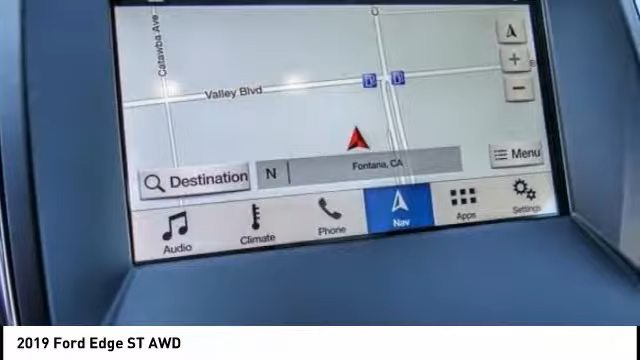 Catawba Ave
Valley Blvd
Fontana, CA
N
Menu
Destination
Audio
Climate
Phone
Nav
Apps
Settings
2019 Ford Edge ST AWD